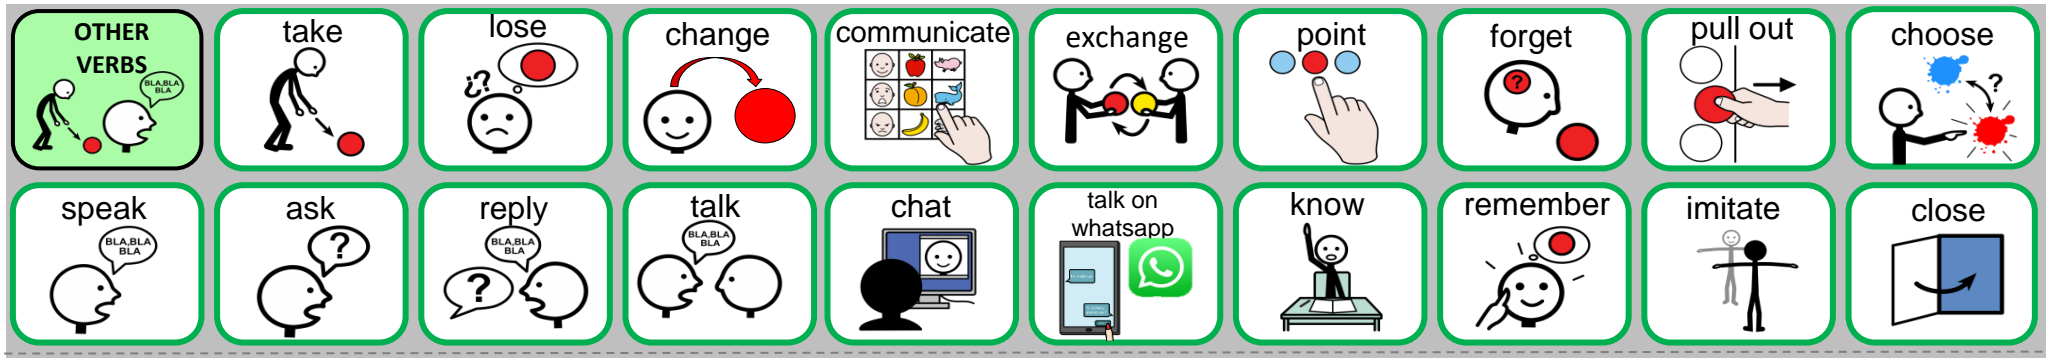 OTHER
VERBS
BLA,BLA
BLA
take
lose
¿?
change
communicate
exchange
point
forget
?
pull out
choose
?
speak
BLA,BLA
BLA
ask
?
reply
BLA,BLA
BLA
?
talk
BLA,BLA
BLA
chat
talk on
whatsapp
know
remember
imitate
close